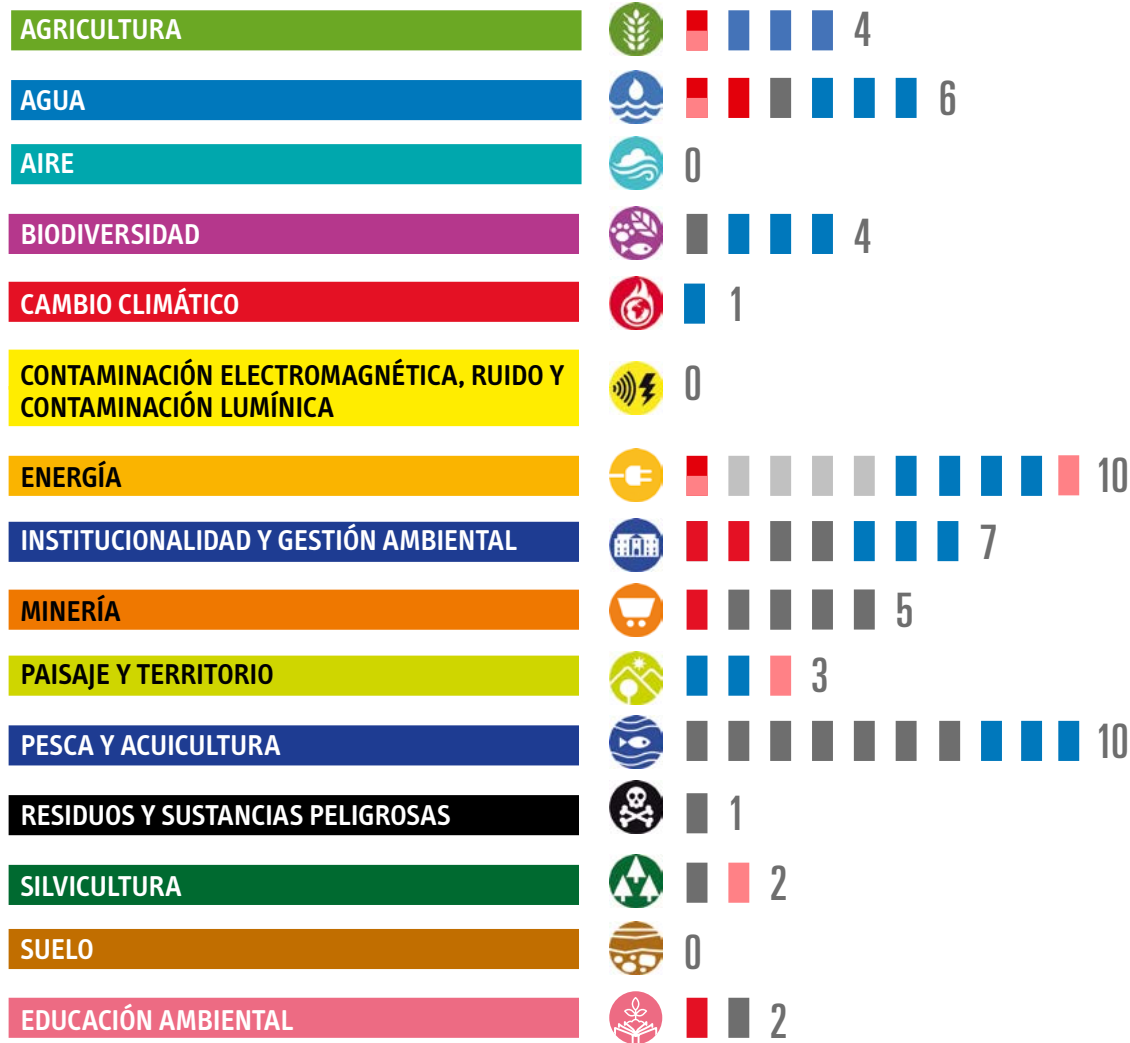 AGRICULTURA 4
AGUA 6
AIRE 0
BIODIVERSIDAD 4
CAMBIO CLIMÁTICO 1
CONTAMINACIÓN ELECTROMAGNÉTICA, RUIDO Y
CONTAMINACIÓN LUMÍNICA 0
ENERGÍA 10
INSTITUCIONALIDAD Y GESTIÓN AMBIENTAL 7
MINERÍA 5
PAISAJE Y TERRITORIO 3
PESCA Y ACUICULTURA 10
RESIDUOS Y SUSTANCIAS PELIGROSAS 1
SILVICULTURA 2
SUELO 0
EDUCACIÓN AMBIENTAL 2